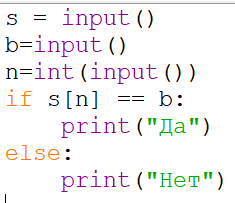 s = input()
b=input()
n=int(input())
if s[n] == b:
    print("Да")
else:
    print("Нет")